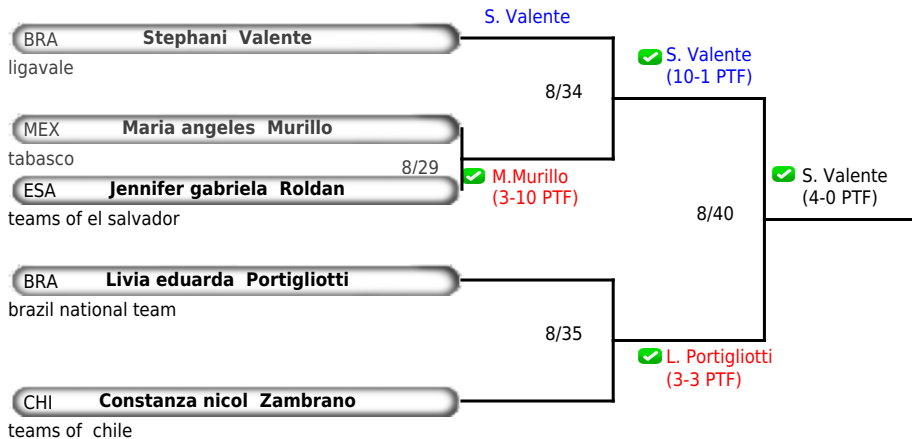 S. Valente
BRA Stephani Valente
ligavale
S. Valente
(10-1 PTF)
8/34
MEX Maria angeles Murillo
tabasco
8/29
M.Murillo
(3-10 PTF)
S. Valente
(4-0 PTF)
ESA Jennifer gabriela Roldan
teams of el salvador
8/40
BRA Livia eduarda Portigliotti
brazil national team
8/35
L. Portigliotti
(3-3 PTF)
CHI Constanza nicol Zambrano
teams of chile